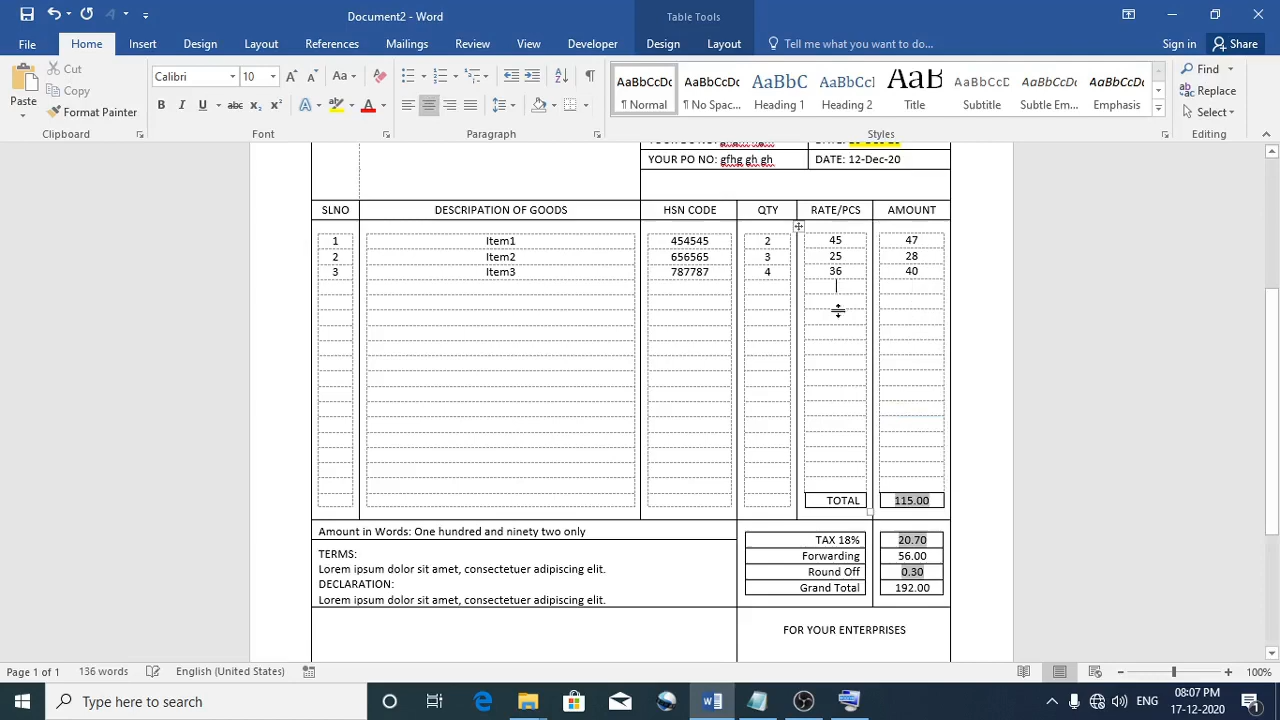 Document2 - Word
Table Tools
File
Home
Insert
Design
Layout
References
Mailings
Review
View
Developer
Design
Layout
Tell me what you want to do...
Sign in
Share
Paste
Cut
Copy
Format Painter
Clipboard
Calibri
10
Font
Paragraph
AaBbCcDc
¶ Normal
AaBbCcDc
¶ No Spac...
AaBbC
Heading 1
AaBbCcC
Heading 2
AaB
Title
AaBbCcD
Subtitle
AaBbCcDc
Subtle Em...
AaBbCcDc
Emphasis
Styles
Find
Replace
Select
Editing
YOUR PO NO: gfhg gh gh
DATE: 12-Dec-20
SLNO DESCRIPATION OF GOODS HSN CODE QTY RATE/PCS AMOUNT
1 Item1 454545 2 45 47
2 Item2 656565 3 25 28
3 Item3 787787 4 36 40
TOTAL 115.00
Amount in Words: One hundred and ninety two only
TAX 18% 20.70
TERMS:
Forwarding 56.00
Lorem ipsum dolor sit amet, consectetuer adipiscing elit.
Round Off 0.30
DECLARATION:
Grand Total 192.00
Lorem ipsum dolor sit amet, consectetuer adipiscing elit.
FOR YOUR ENTERPRISES
Page 1 of 1
136 words
English (United States)
100%
Type here to search
ENG
08:07 PM
17-12-2020